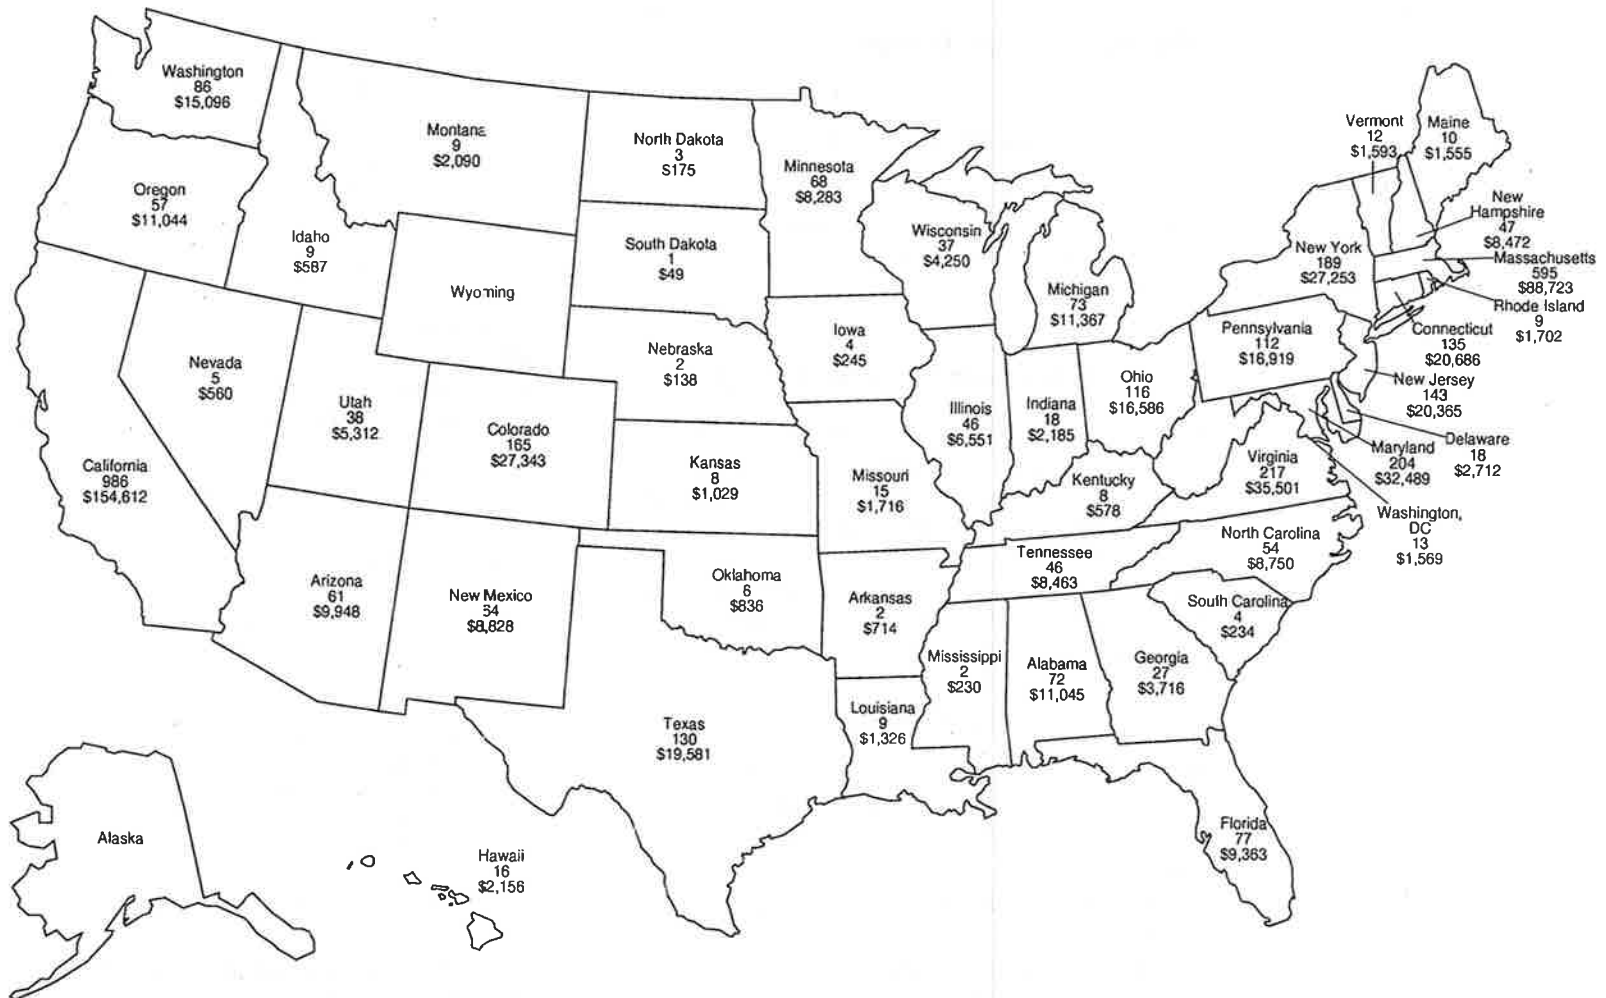 Washington
86
$15,096
Oregon
57
$11,044
Idaho
9
$587
Montana
9
$2,090
North Dakota
3
$175
Minnesota
68
$8,283
South Dakota
1
$49
Wyoming
Wisconsin
37
$4,250
Michigan
73
$11,367
Vermont
12
$1,593
Maine
10
$1,555
New
Hampshire
47
$8,472
New York
189
$27,253
Massachusetts
595
$88,723
Rhode Island
9
$1,702
Connecticut
135
$20,686
Pennsylvania
112
$16,919
New Jersey
143
$20,365
Delaware
18
$2,712
Maryland
204
$32,489
Washington,
DC
13
$1,569
Nevada
5
$560
Utah
38
$5,312
Colorado
165
$27,343
Nebraska
2
$138
Iowa
4
$245
Illinois
46
$6,551
Indiana
18
$2,185
Ohio
116
$16,586
California
986
$154,612
Kansas
8
$1,029
Missouri
15
$1,716
Kentucky
8
$578
Virginia
217
$35,501
North Carolina
54
$8,750
Tennessee
46
$8,463
South Carolina
4
$234
Arizona
61
$9,948
New Mexico
54
$8,828
Oklahoma
6
$836
Arkansas
2
$714
Mississippi
2
$230
Alabama
72
$11,045
Georgia
27
$3,716
Louisiana
9
$1,326
Texas
130
$19,581
Florida
77
$9,363
Alaska
Hawaii
16
$2,156